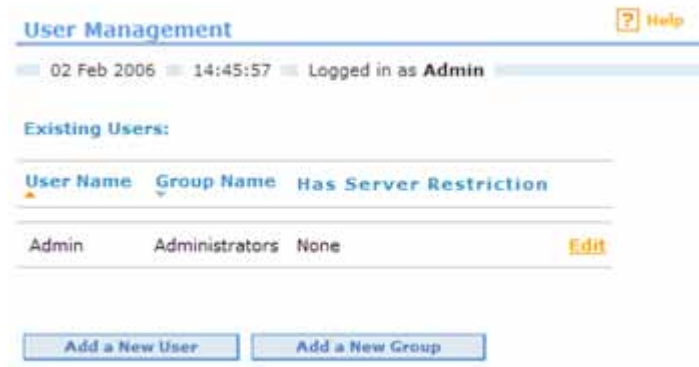 User Management
? Help
02 Feb 2006 14:45:57 Logged in as Admin
Existing Users:
User Name Group Name Has Server Restriction
Admin Administrators None Edit
Add a New User Add a New Group